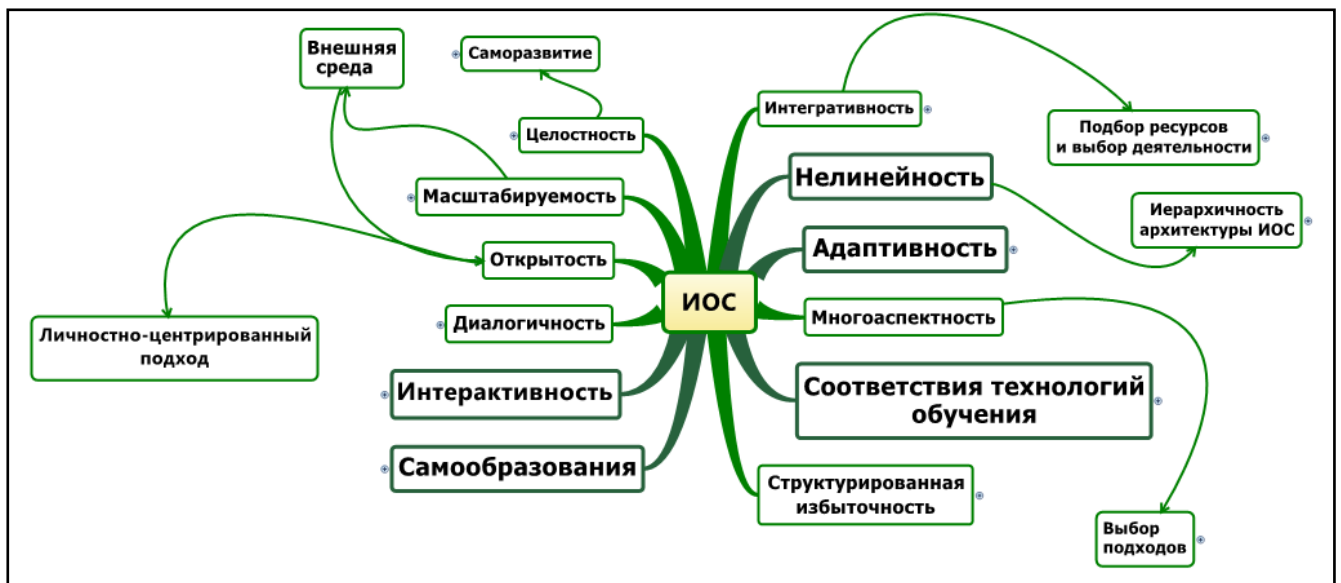 Внешняя
среда
Саморазвитие
Целостность
Масштабируемость
Открытость
Диалогичность
Личностно-центрированный
подход
Интерактивность
Самообразования
ИОС
Интегративность
Подбор ресурсов
и выбор деятельности
Нелинейность
Иерархичность
архитектуры ИОС
Адаптивность
Многоаспектность
Соответствия технологий
обучения
Структурированная
избыточность
Выбор
подходов